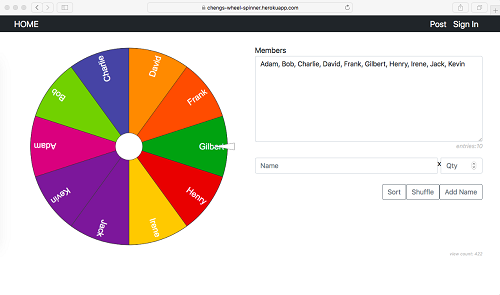 chengs-wheel-spinner.herokuapp.com
HOME
Post
Sign In
Members
Adam, Bob, Charlie, David, Frank, Gilbert, Henry, Irene, Jack, Kevin
entries:10
Name
x
Qty
Sort
Shuffle
Add Name
view count: 422
David
Frank
Gilbert
Henry
Irene
Jack
Kevin
Adam
Bob
Charlie